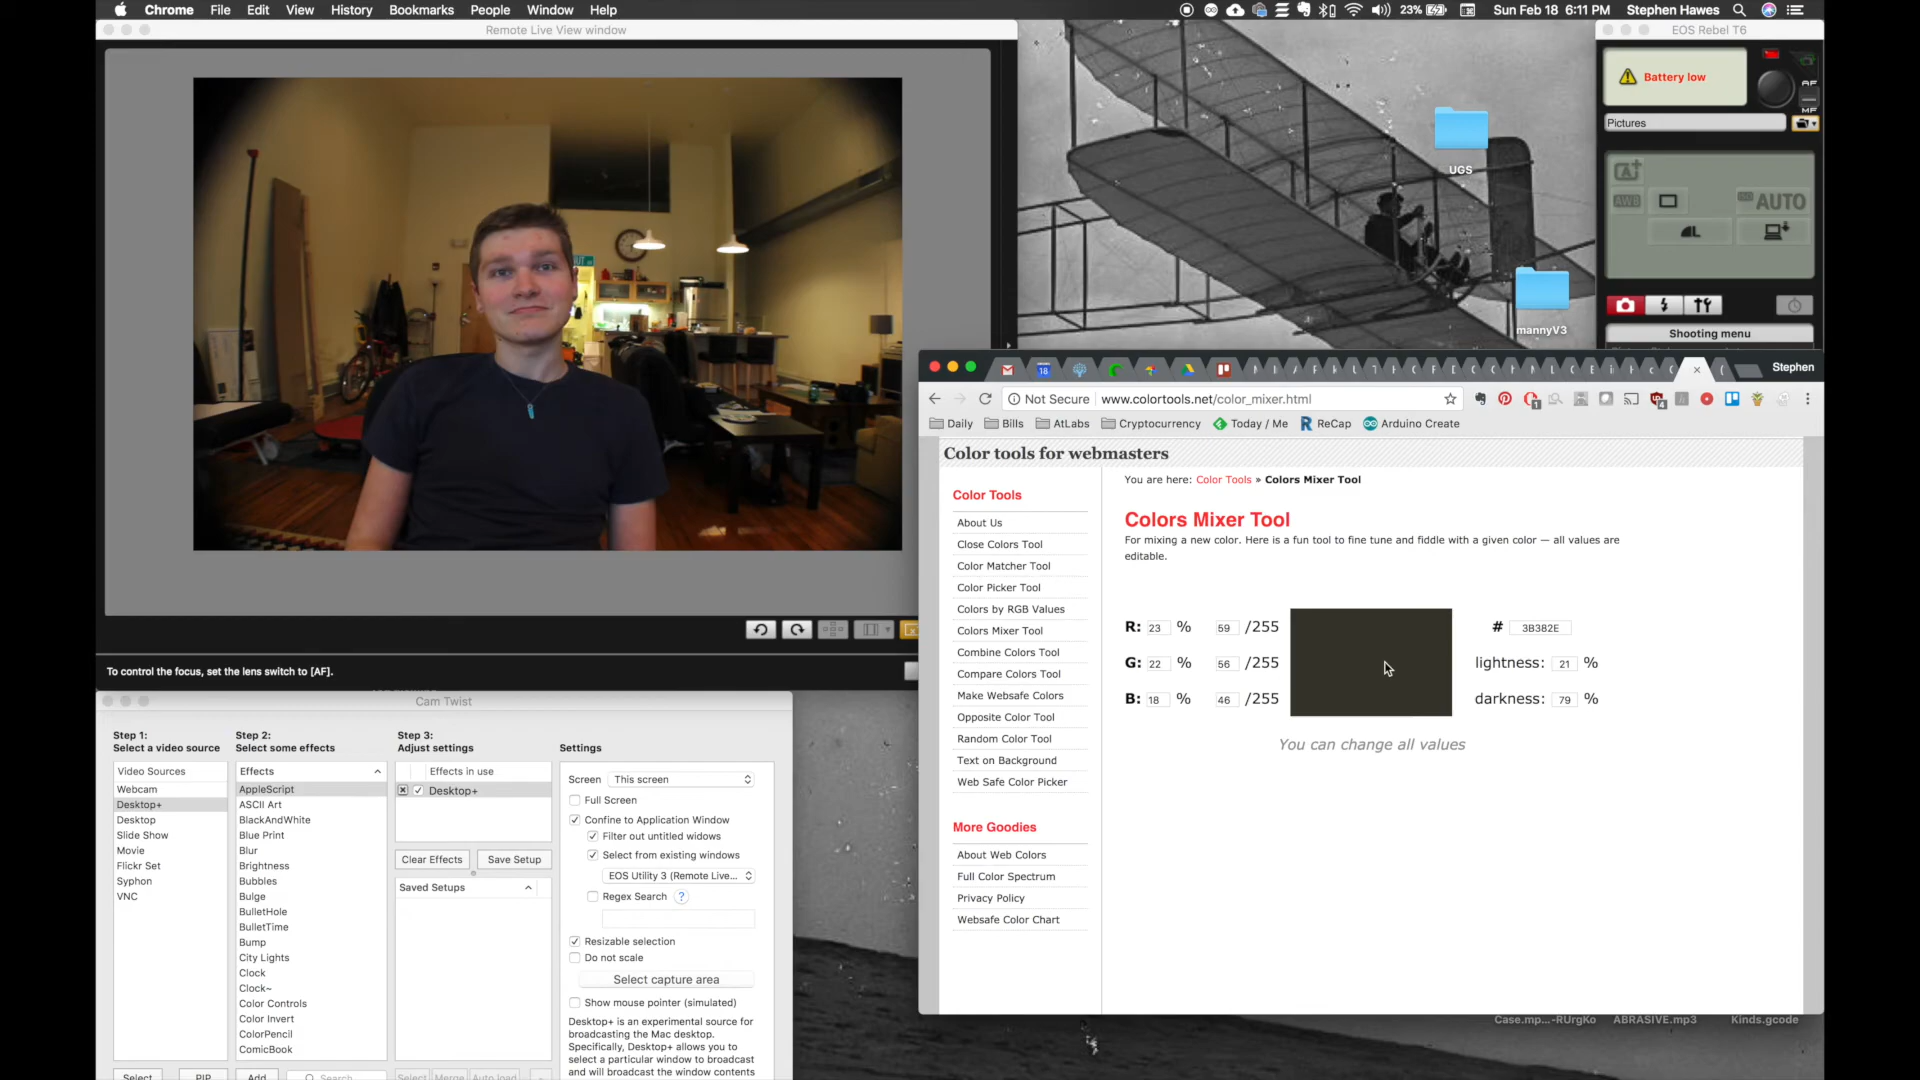 Chrome File Edit View History Bookmarks People Window Help
23% Sun Feb 18 6:11 PM Stephen Hawes
Remote Live View window
To control the focus, set the lens switch to [AF].
EOS Rebel T6
Battery low
AF
MF
Pictures
A+
AWB AUTO
L
Shooting menu
UGS
mannyV3
Cam Twist
Step 1:
Select a video source
Video Sources
Webcam
Desktop+
Desktop
Slide Show
Movie
Flickr Set
Syphon
VNC
Select PIP
Step 2:
Select some effects
Effects
AppleScript
ASCII Art
BlackAndWhite
Blue Print
Blur
Brightness
Bubbles
Bulge
BulletHole
BulletTime
Bump
City Lights
Clock
Clock~
Color Controls
Color Invert
ColorPencil
ComicBook
Add Search
Step 3:
Adjust settings
Effects in use
Desktop+
Clear Effects Save Setup
Saved Setups
Select Merge Auto load
Settings
Screen This screen
Full Screen
Confine to Application Window
Filter out untitled widows
Select from existing windows
EOS Utility 3 (Remote Live...
Regex Search ?
Resizable selection
Do not scale
Select capture area
Show mouse pointer (simulated)
Desktop+ is an experimental source for
broadcasting the Mac desktop.
Specifically, Desktop+ allows you to
select a particular window to broadcast
and will broadcast the window contents
Stephen
Not Secure www.colortools.net/color_mixer.html
Daily Bills AtLabs Cryptocurrency Today / Me ReCap Arduino Create
Color tools for webmasters
Color Tools
About Us
Close Colors Tool
Color Matcher Tool
Color Picker Tool
Colors by RGB Values
Colors Mixer Tool
Combine Colors Tool
Compare Colors Tool
Make Websafe Colors
Opposite Color Tool
Random Color Tool
Text on Background
Web Safe Color Picker
More Goodies
About Web Colors
Full Color Spectrum
Privacy Policy
Websafe Color Chart
You are here: Color Tools » Colors Mixer Tool
Colors Mixer Tool
For mixing a new color. Here is a fun tool to fine tune and fiddle with a given color — all values are
editable.
R: 23 % 59 /255 # 3B382E
G: 22 % 56 /255 lightness: 21 %
B: 18 % 46 /255 darkness: 79 %
You can change all values
Case.mp...-RUrgKo ABRASIVE.mp3 Kinds.gcode